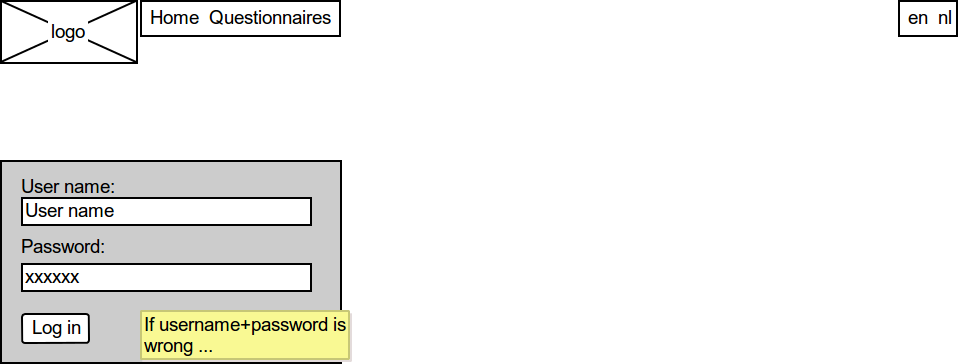 logo
Home Questionnaires
en nl
User name:
User name
Password:
xxxxxx
Log in
If username+password is
wrong ...